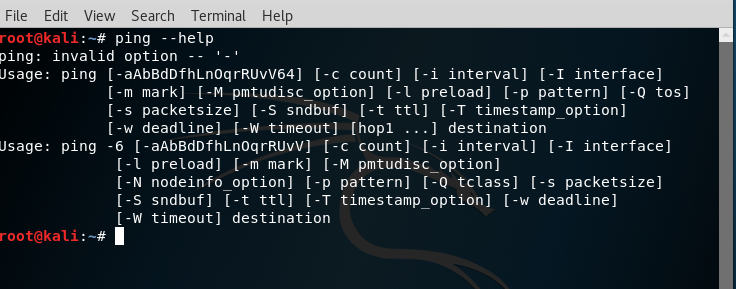 File Edit View Search Terminal Help
root@kali:~# ping --help
ping: invalid option -- '-'
Usage: ping [-aAbBdDfhLnOqrRUvV64] [-c count] [-i interval] [-I interface]
[-m mark] [-M pmtudisc_option] [-l preload] [-p pattern] [-Q tos]
[-s packetsize] [-S sndbuf] [-t ttl] [-T timestamp_option]
[-w deadline] [-W timeout] [hop1 ...] destination
Usage: ping -6 [-aAbBdDfhLnOqrRUvV] [-c count] [-i interval] [-I interface]
[-l preload] [-m mark] [-M pmtudisc_option]
[-N nodeinfo_option] [-p pattern] [-Q tclass] [-s packetsize]
[-S sndbuf] [-t ttl] [-T timestamp_option] [-w deadline]
[-W timeout] destination
root@kali:~#